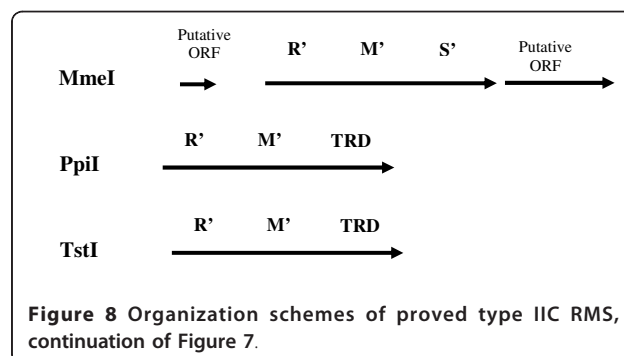 Putative R' M' S' Putative
ORF ORF
MmeI
R' M' TRD
PpiI
R' M' TRD
TstI
Figure 8 Organization schemes of proved type IIC RMS,
continuation of Figure 7.